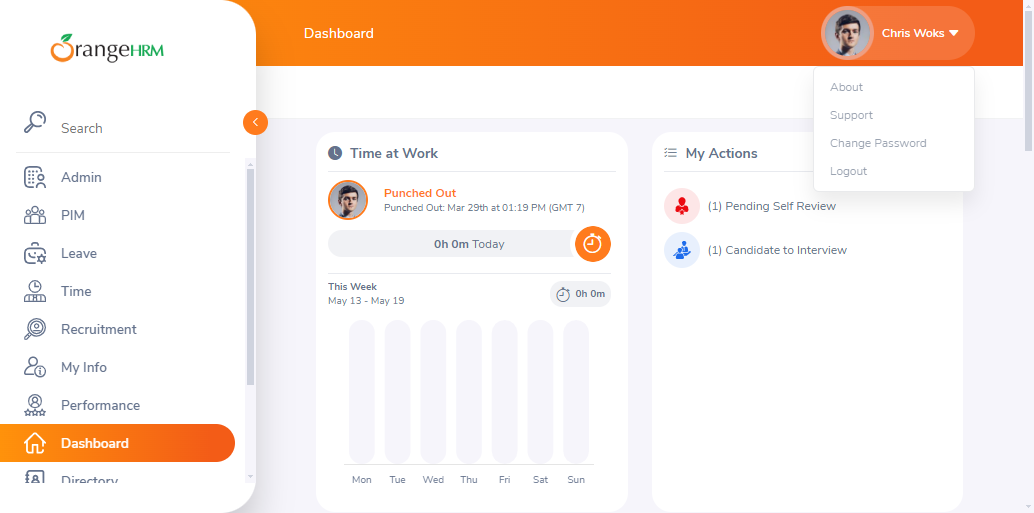 OrangeHRM
Search
Admin
PIM
Leave
Time
Recruitment
My Info
Performance
Dashboard
Directory
Dashboard
Chris Woks
About
Support
Change Password
Logout
Time at Work
Punched Out
Punched Out: Mar 29th at 01:19 PM (GMT 7)
0h 0m Today
This Week
May 13 - May 19
0h 0m
Mon Tue Wed Thu Fri Sat Sun
My Actions
(1) Pending Self Review
(1) Candidate to Interview